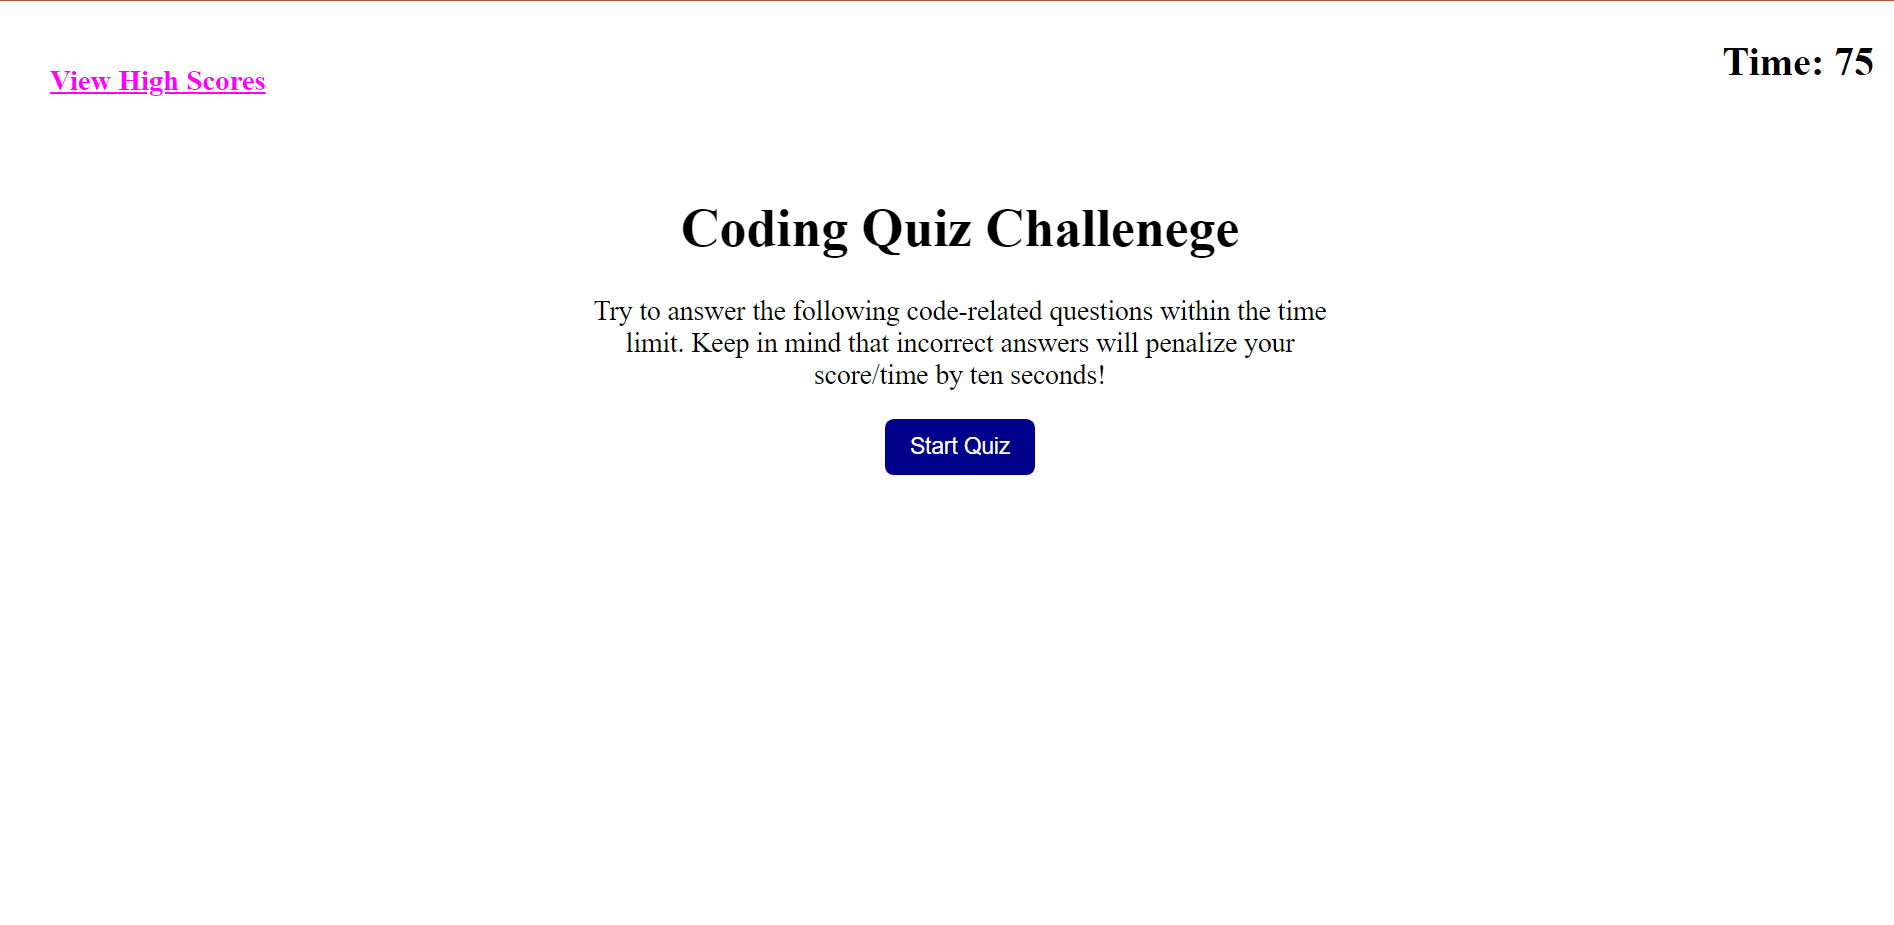 View High Scores
Time: 75
Coding Quiz Challenege
Try to answer the following code-related questions within the time
limit. Keep in mind that incorrect answers will penalize your
score/time by ten seconds!
Start Quiz